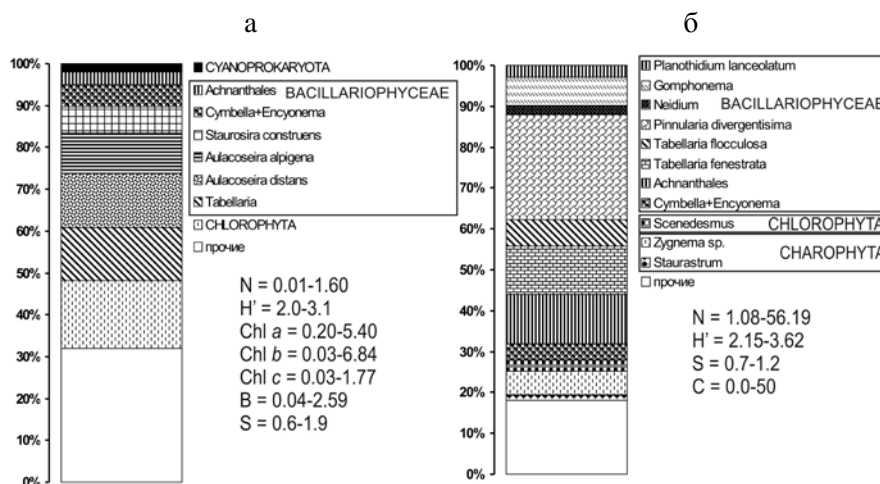 а
100%
90%
80%
70%
60%
50%
40%
30%
20%
10%
0%
CYANOPROKARYOTA
Achnanthales BACILLARIOPHYCEAE
Cymbella+Encyonema
Staurosira construens
Aulacoseira alpigena
Aulacoseira distans
Tabellaria
CHLOROPHYTA
прочие
N = 0.01-1.60
H' = 2.0-3.1
Chl a = 0.20-5.40
Chl b = 0.03-6.84
Chl c = 0.03-1.77
B = 0.04-2.59
S = 0.6-1.9
б
100%
90%
80%
70%
60%
50%
40%
30%
20%
10%
0%
Planothidium lanceolatum
Gomphonema
Neidium BACILLARIOPHYCEAE
Pinnularia divergentisima
Tabellaria flocculosa
Tabellaria fenestrata
Achnanthales
Cymbella+Encyonema
Scenedesmus CHLOROPHYTA
Zygnema sp. CHAROPHYTA
Staurastrum
прочие
N = 1.08-56.19
H' = 2.15-3.62
S = 0.7-1.2
C = 0.0-50